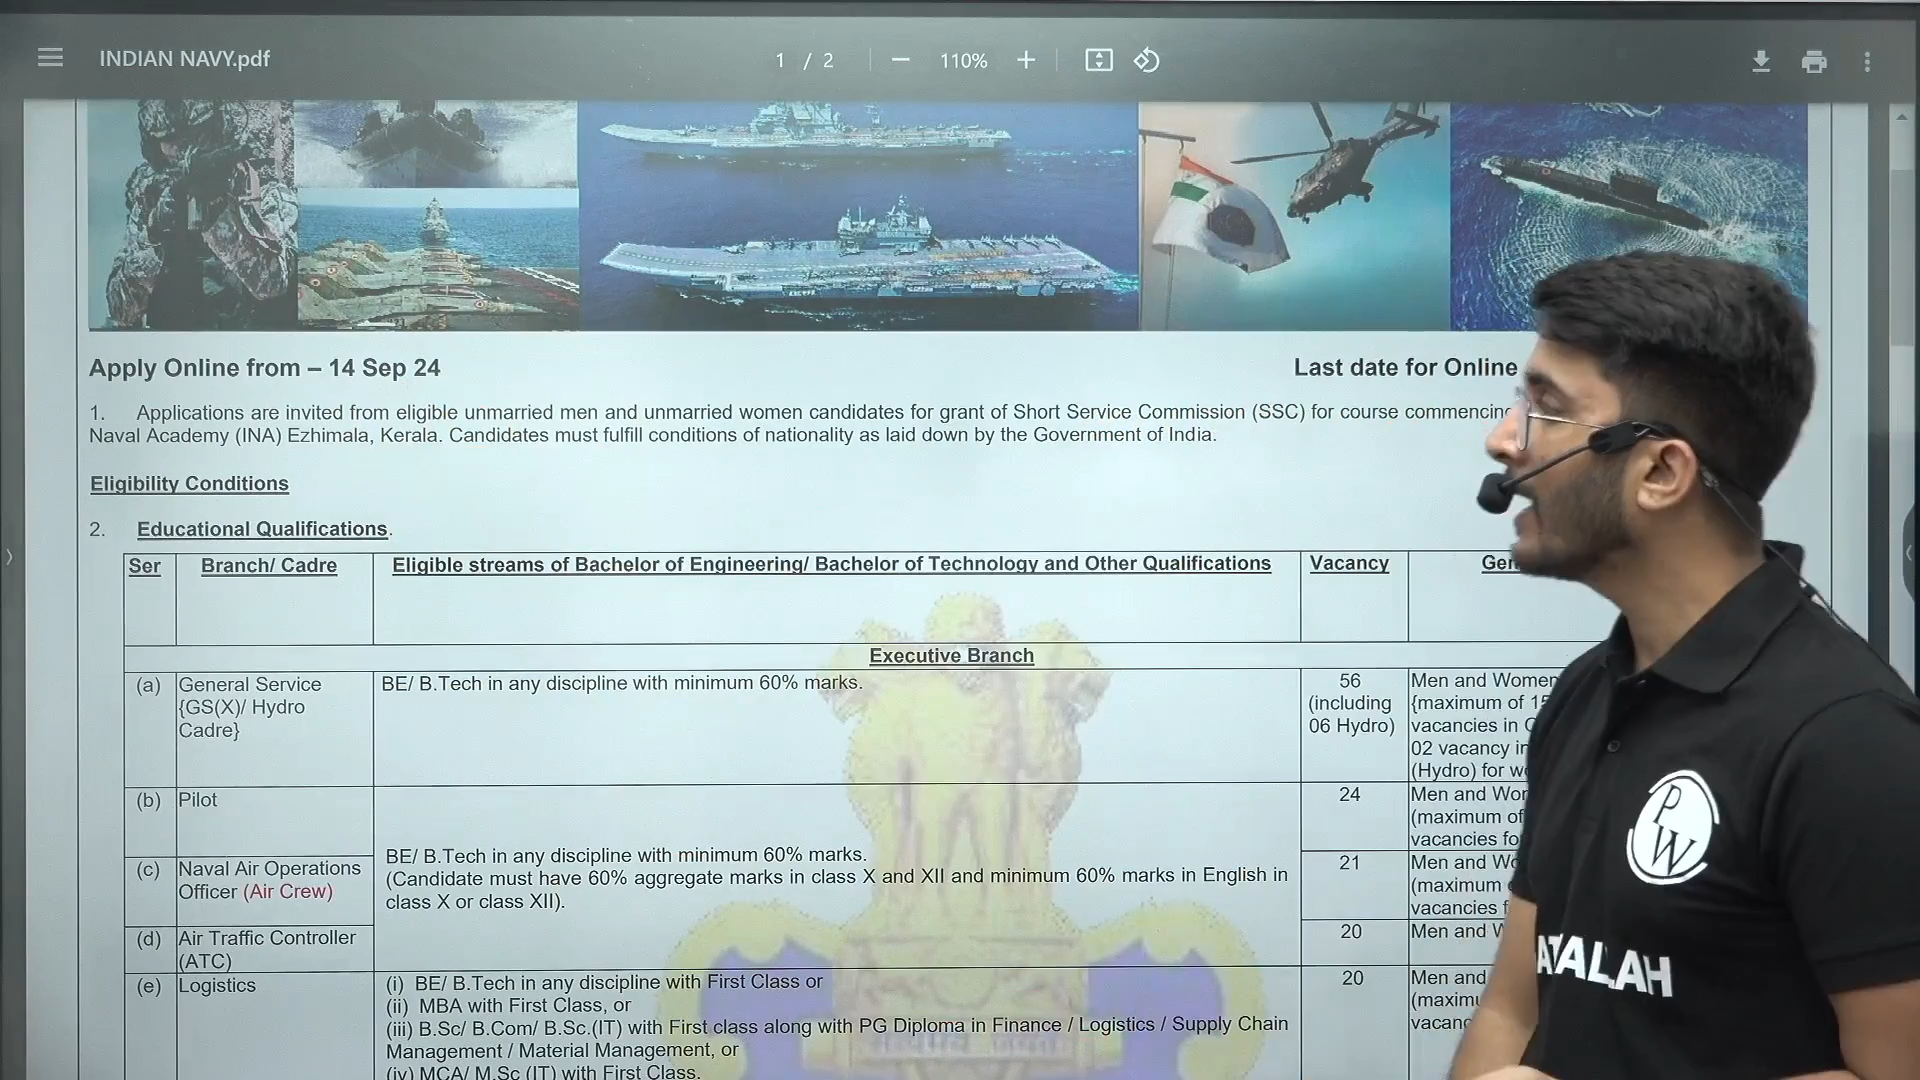 INDIAN NAVY.pdf
1 / 2
110%
Apply Online from – 14 Sep 24
Last date for Online
1. Applications are invited from eligible unmarried men and unmarried women candidates for grant of Short Service Commission (SSC) for course
Naval Academy (INA) Ezhimala, Kerala. Candidates must fulfill conditions of nationality as laid down by the Government of India.
Eligibility Conditions
2. Educational Qualifications.
Ser
Branch/ Cadre
Eligible streams of Bachelor of Engineering/ Bachelor of Technology and Other Qualifications
Vacancy
Executive Branch
(a)
General Service
{GS(X)/ Hydro
Cadre}
BE/ B.Tech in any discipline with minimum 60% marks.
56
(including
06 Hydro)
Men and Women
{maximum of
vacancies in
02 vacancy
(Hydro) for
(b)
Pilot
24
Men and
(maximum of
vacancies
(c)
Naval Air Operations
Officer (Air Crew)
BE/ B.Tech in any discipline with minimum 60% marks.
(Candidate must have 60% aggregate marks in class X and XII and minimum 60% marks in English in
class X or class XII).
21
Men and
(maximum
vacancies
(d)
Air Traffic Controller
(ATC)
20
Men and
(e)
Logistics
(i) BE/ B.Tech in any discipline with First Class or
(ii) MBA with First Class, or
(iii) B.Sc/ B.Com/ B.Sc.(IT) with First class along with PG Diploma in Finance / Logistics / Supply Chain
Management / Material Management, or
(iv) MCA/ M.Sc (IT) with First Class.
20
Men and
PW
ATALAH